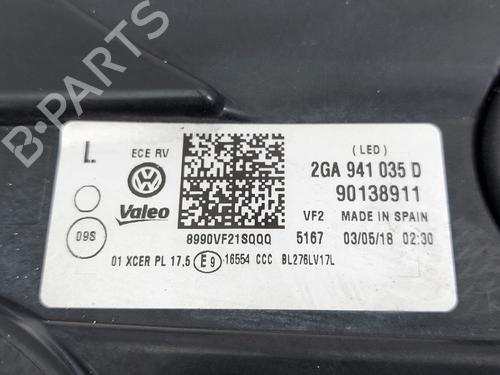 B-PARTS
L
ECE RV
(LED)
2GA 941 035 D
90138911
Valeo
VF2 MADE IN SPAIN
09S
8990VF21SQQQ
5167 03/05/18 02:30
01 XCER PL 17,5 E9 16554 CCC BL276LV17L